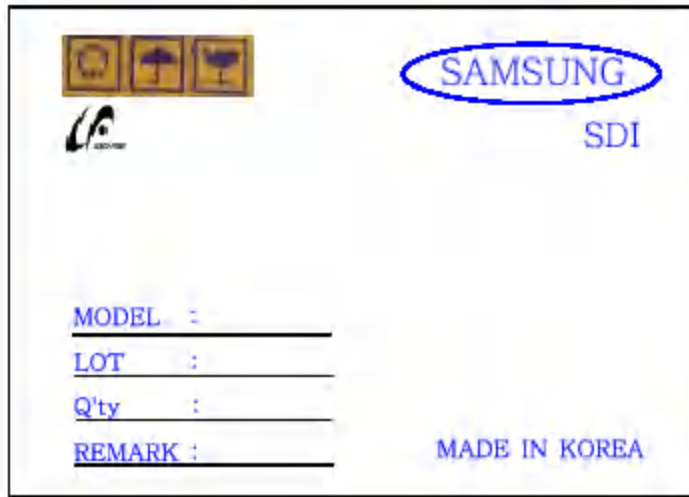 SAMSUNG
SDI
MODEL :
LOT :
Q'ty :
REMARK :
MADE IN KOREA